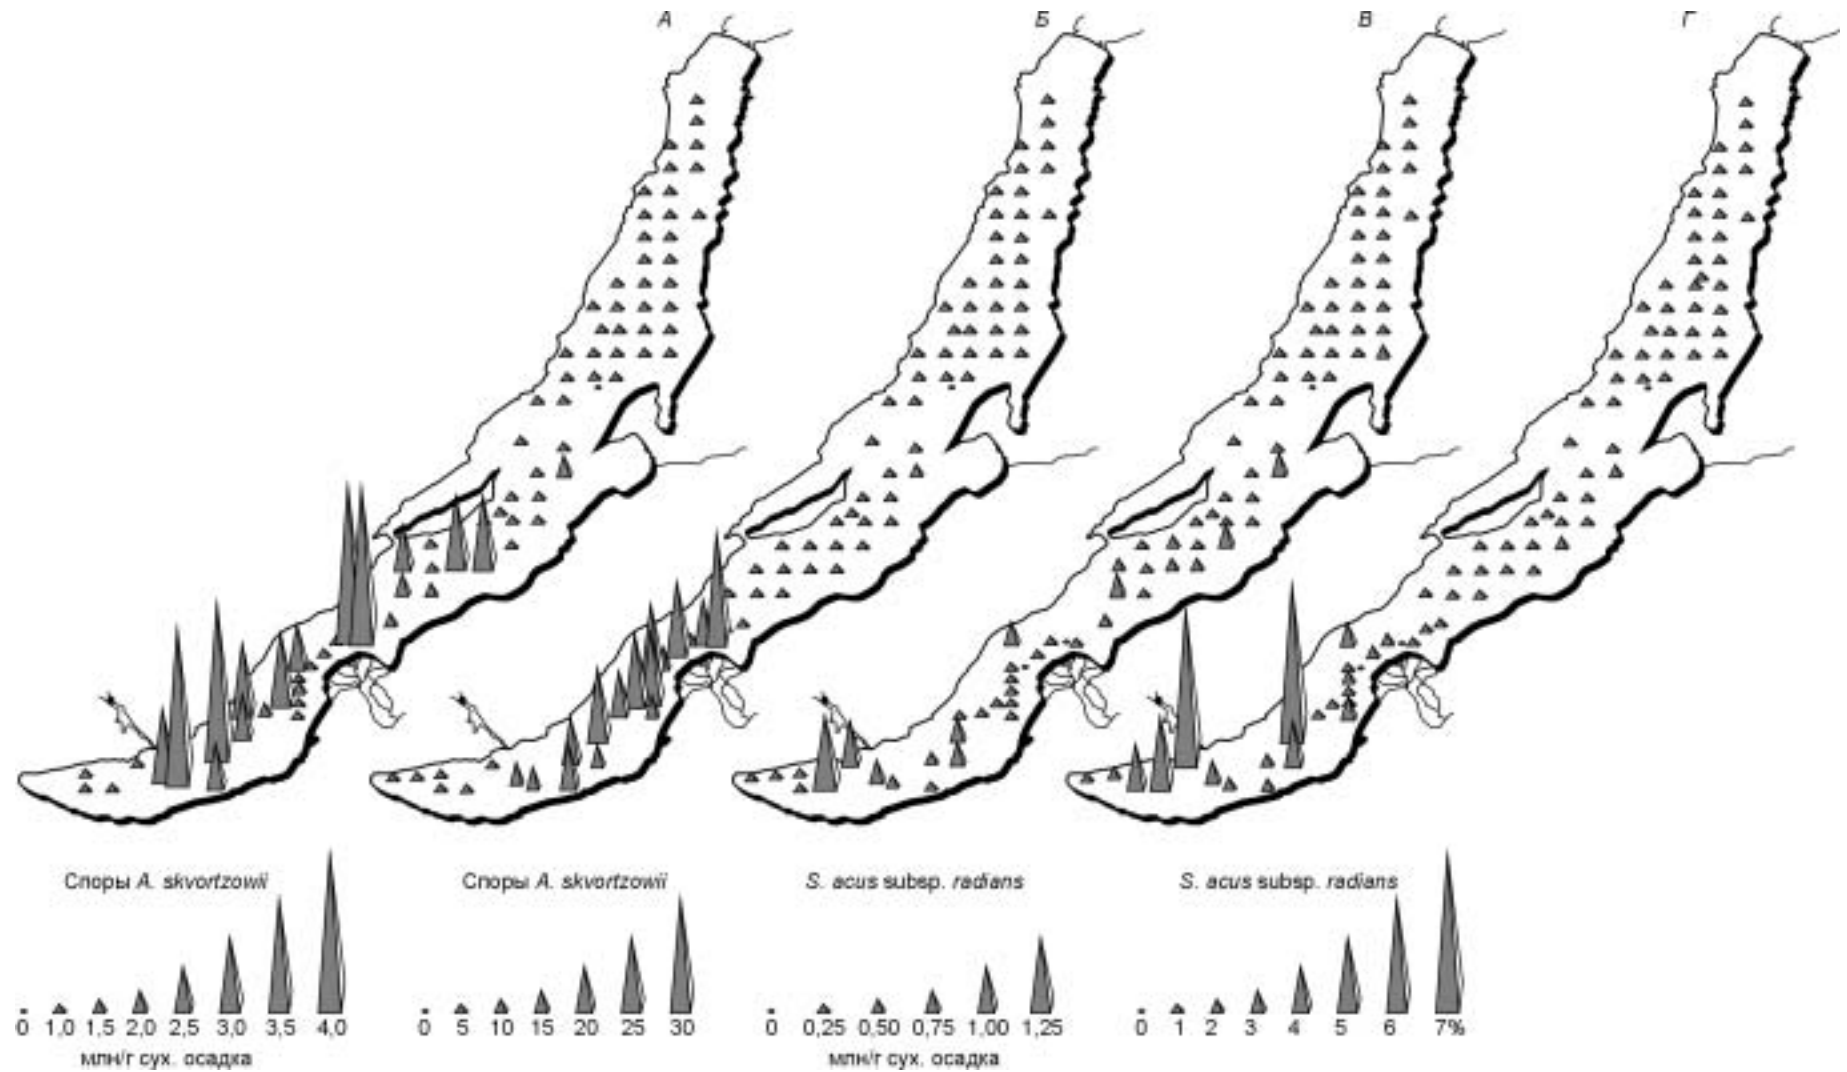 А Б В Г
Споры A. skvortzowii Споры A. skvortzowii S. acus subsp. radians S. acus subsp. radians
0 1,0 1,5 2,0 2,5 3,0 3,5 4,0 0 5 10 15 20 25 30 0 0,25 0,50 0,75 1,00 1,25 0 1 2 3 4 5 6 7%
млн/г сух. осадка млн/г сух. осадка